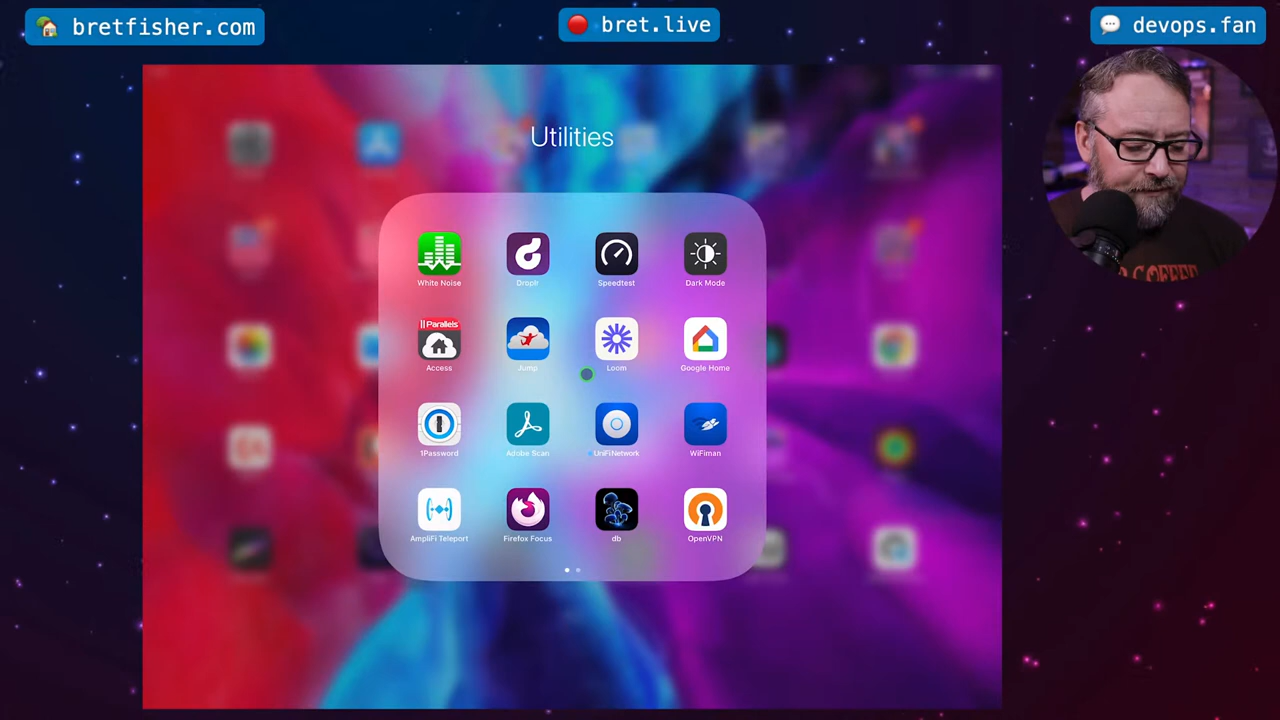 bretfisher.com
bret.live
devops.fan
Utilities
White Noise
Droplr
Speedtest
Dark Mode
|| Parallels
Access
Jump
Loom
Google Home
1Password
Adobe Scan
UniFi Network
WiFiman
AmpliFi Teleport
Firefox Focus
db
OpenVPN
COFFEE